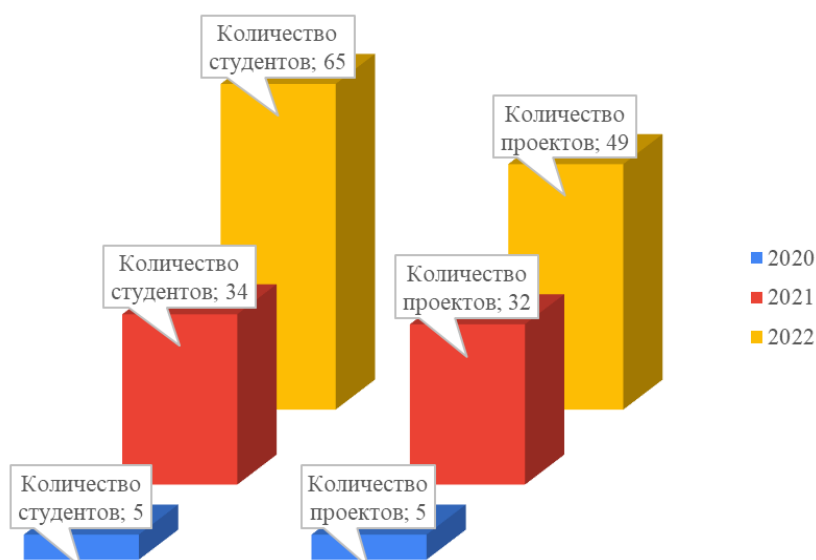 Количество
студентов; 65
Количество
проектов; 49
Количество
студентов; 34
Количество
проектов; 32
Количество
студентов; 5
Количество
проектов; 5
2020
2021
2022